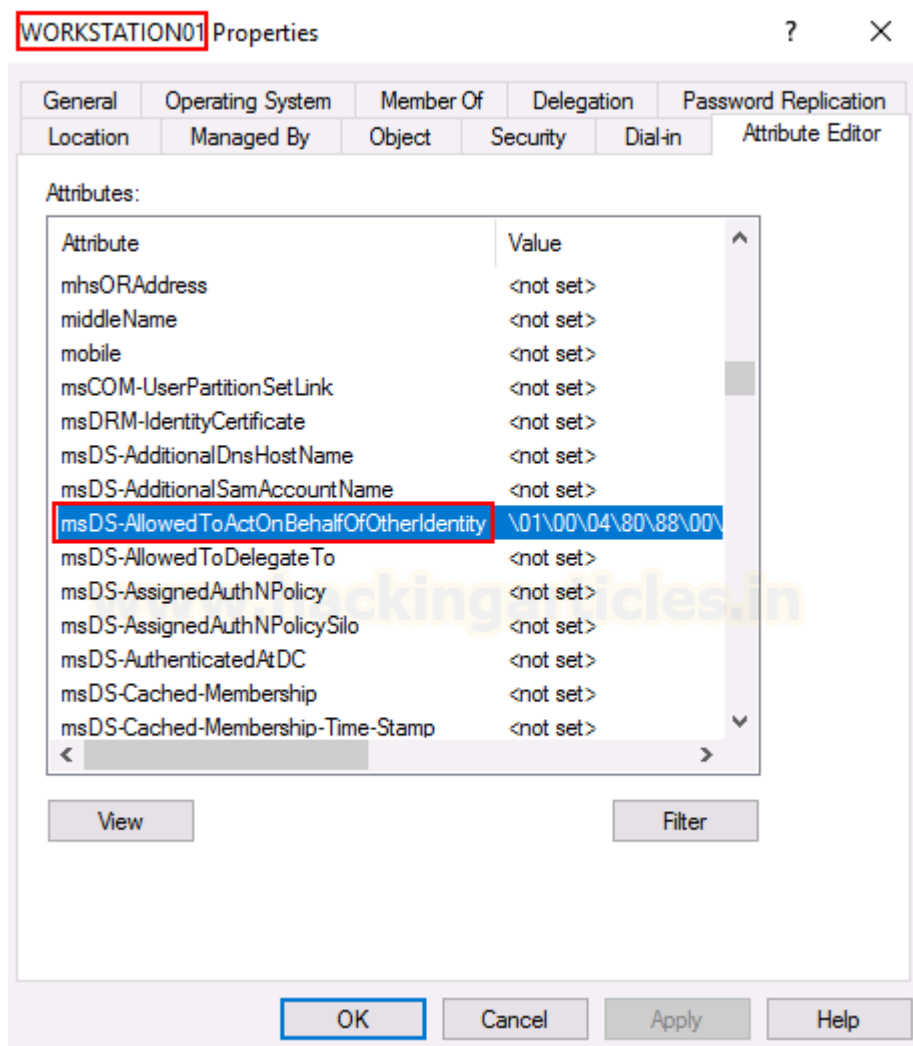 WORKSTATION01 Properties ? ×
General Operating System Member Of Delegation Password Replication
Location Managed By Object Security Dial-in Attribute Editor
Attributes:
Attribute Value
mhsORAddress <not set>
middleName <not set>
mobile <not set>
msCOM-UserPartitionSetLink <not set>
msDRM-IdentityCertificate <not set>
msDS-AdditionalDnsHostName <not set>
msDS-AdditionalSamAccountName <not set>
msDS-AllowedToActOnBehalfOfOtherIdentity \01\00\04\80\88\00\
msDS-AllowedToDelegateTo <not set>
msDS-AssignedAuthNPolicy <not set>
www.hackingarticles.in
msDS-AssignedAuthNPolicySilo <not set>
msDS-AuthenticatedAtDC <not set>
msDS-Cached-Membership <not set>
msDS-Cached-Membership-Time-Stamp <not set>
View Filter
OK Cancel Apply Help